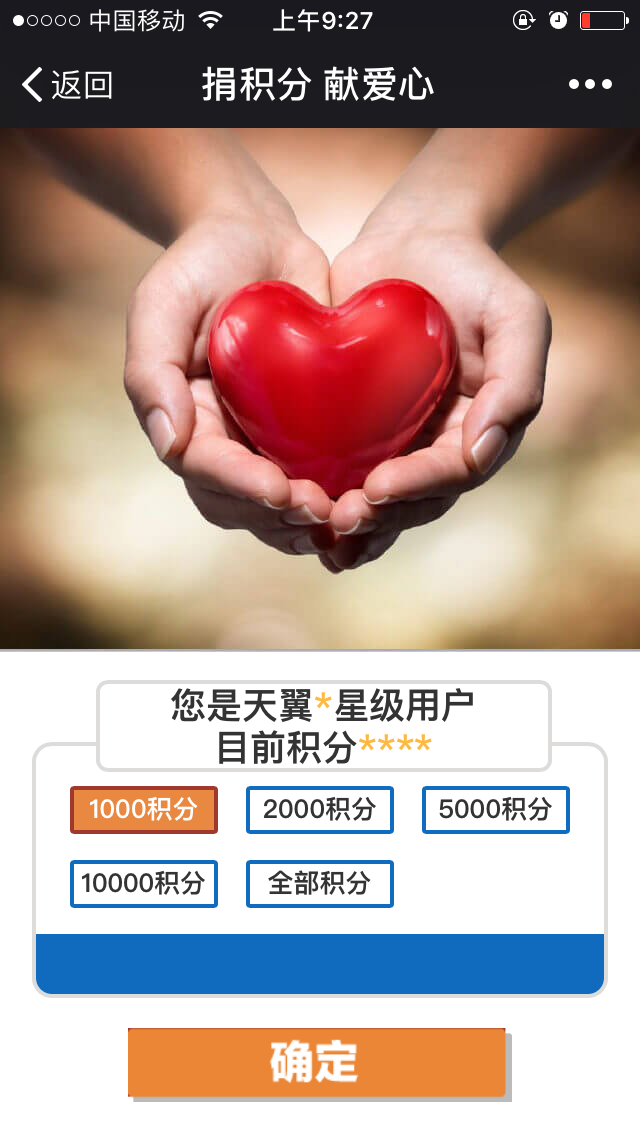 中国移动 上午9:27
返回 捐积分 献爱心
您是天翼*星级用户
目前积分****
1000积分 2000积分 5000积分
10000积分 全部积分
确定